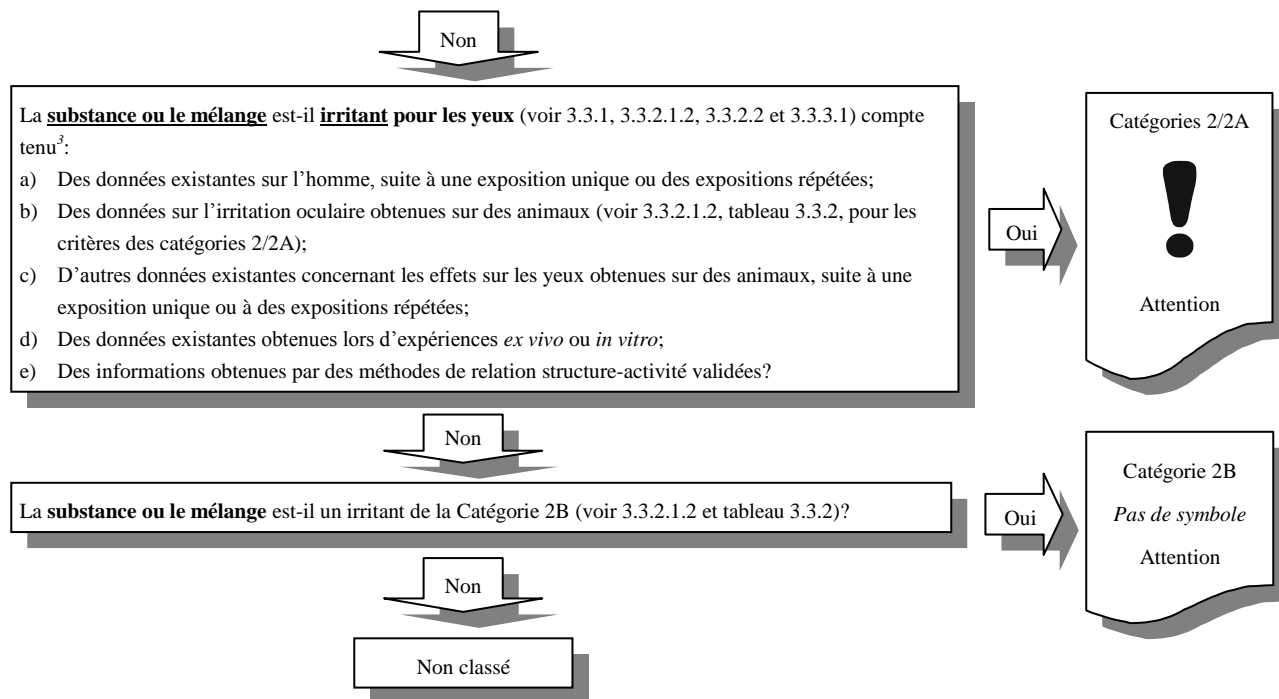 Non
La substance ou le mélange est-il irritant pour les yeux (voir 3.3.1, 3.3.2.1.2, 3.3.2.2 et 3.3.3.1) compte
tenu3:
a) Des données existantes sur l’homme, suite à une exposition unique ou des expositions répétées;
b) Des données sur l’irritation oculaire obtenues sur des animaux (voir 3.3.2.1.2, tableau 3.3.2, pour les
critères des catégories 2/2A);
c) D’autres données existantes concernant les effets sur les yeux obtenues sur des animaux, suite à une
exposition unique ou à des expositions répétées;
d) Des données existantes obtenues lors d’expériences ex vivo ou in vitro;
e) Des informations obtenues par des méthodes de relation structure-activité validées?
Oui
Catégories 2/2A
!
Attention
Non
La substance ou le mélange est-il un irritant de la Catégorie 2B (voir 3.3.2.1.2 et tableau 3.3.2)?
Oui
Catégorie 2B
Pas de symbole
Attention
Non
Non classé